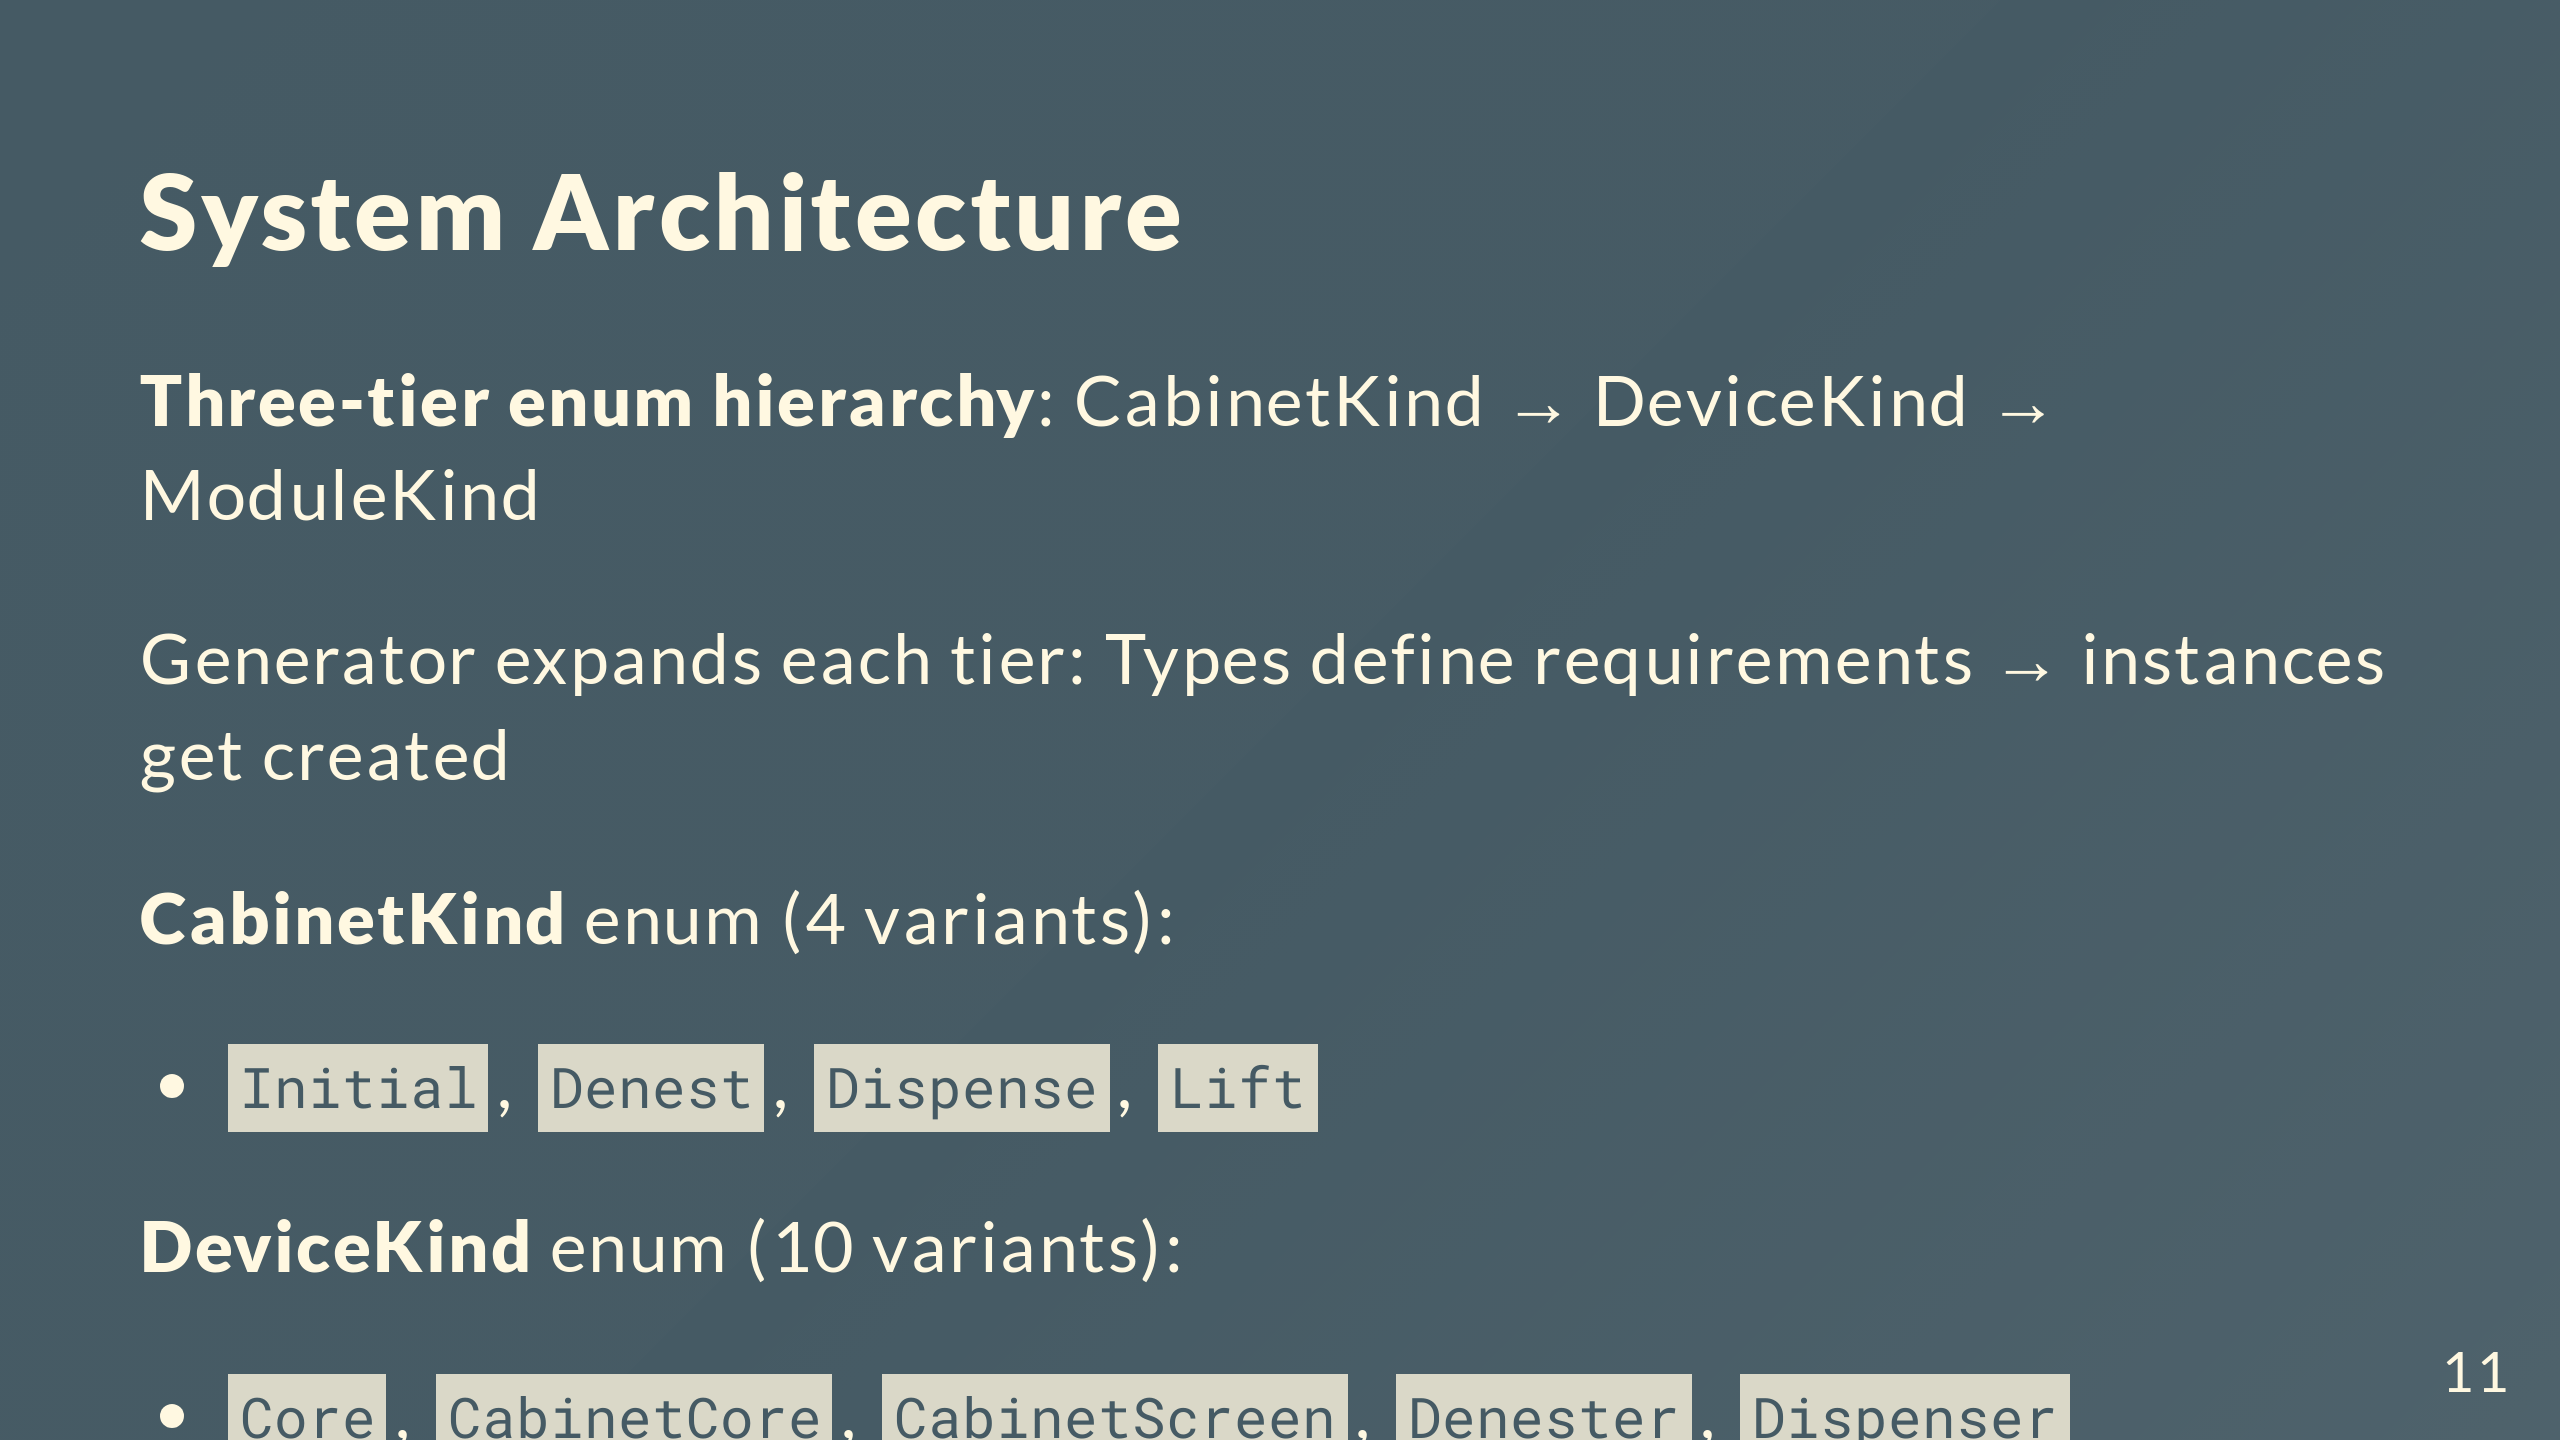 System Architecture
Three-tier enum hierarchy: CabinetKind → DeviceKind →
ModuleKind
Generator expands each tier: Types define requirements → instances
get created
CabinetKind enum (4 variants):
• Initial, Denest, Dispense, Lift
DeviceKind enum (10 variants):
• Core, CabinetCore, CabinetScreen, Denester, Dispenser
11